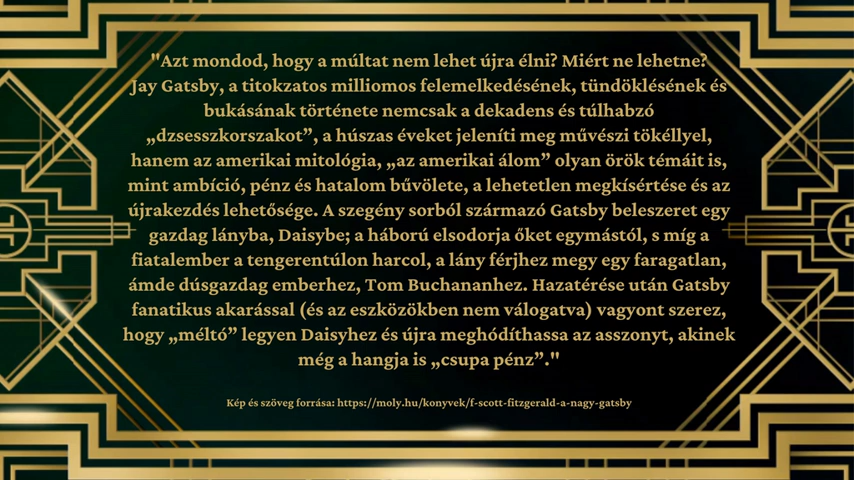 "Azt mondod, hogy a múltat nem lehet újra élni? Miért ne lehetne?
Jay Gatsby, a titokzatos milliomos felemelkedésének, tündöklésének és
bukásának története nemcsak a dekadens és túlhabzó
„dzsesszkorszakot”, a húszas éveket jeleníti meg művészi tökéllyel,
hanem az amerikai mitológia, „az amerikai álom” olyan örök témáit is,
mint ambíció, pénz és hatalom bűvölete, a lehetetlen megkísértése és az
újrakezdés lehetősége. A szegény sorból származó Gatsby beleszeret egy
gazdag lányba, Daisybe; a háború elsodorja őket egymástól, s míg a
fiatalember a tengerentúlon harcol, a lány férjhez megy egy faragatlan,
ámde dúsgazdag emberhez, Tom Buchananhez. Hazatérése után Gatsby
fanatikus akarással (és az eszközökben nem válogatva) vagyont szerez,
hogy „méltó” legyen Daisyhez és újra meghódíthassa az asszonyt, akinek
még a hangja is „csupa pénz”."
Kép és szöveg forrása: https://moly.hu/konyvek/f-scott-fitzgerald-a-nagy-gatsby